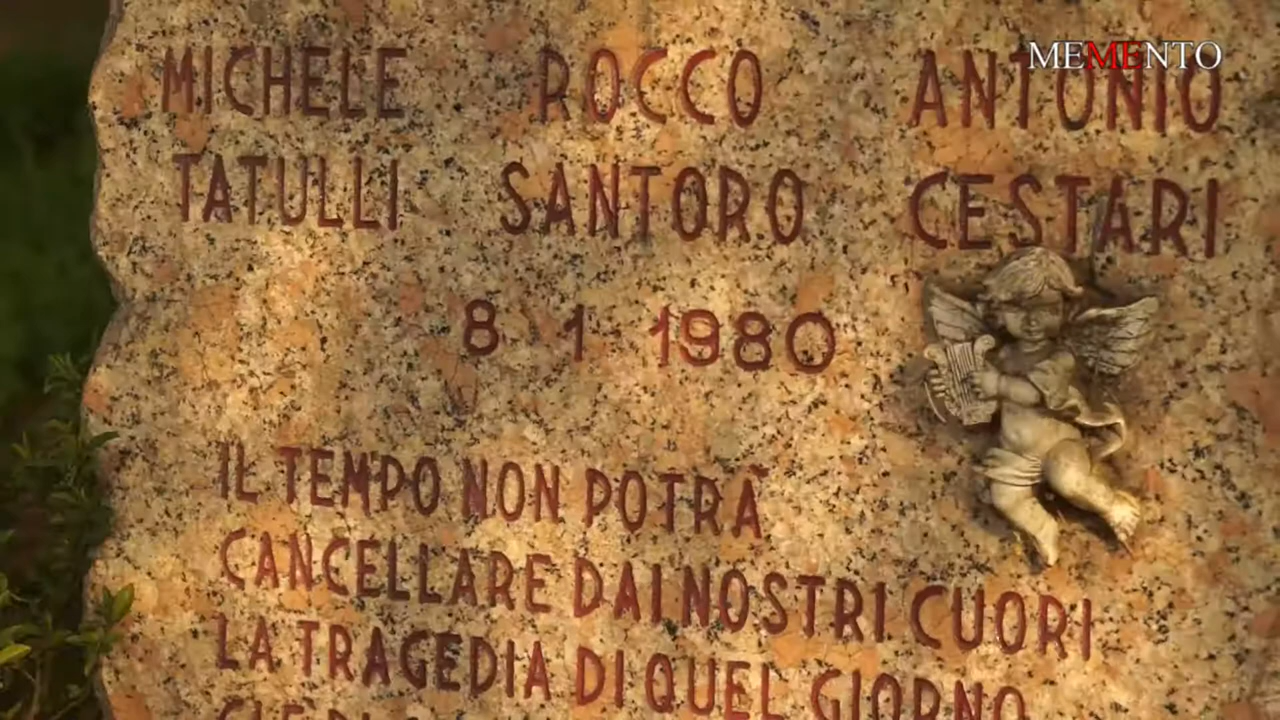 MEMENTO
MICHELE ROCCO ANTONIO
TATULLI SANTORO CESTARI
8 1 1980
IL TEMPO NON POTRÀ
CANCELLARE DAI NOSTRI CUORI
LA TRAGEDIA DI QUEL GIORNO